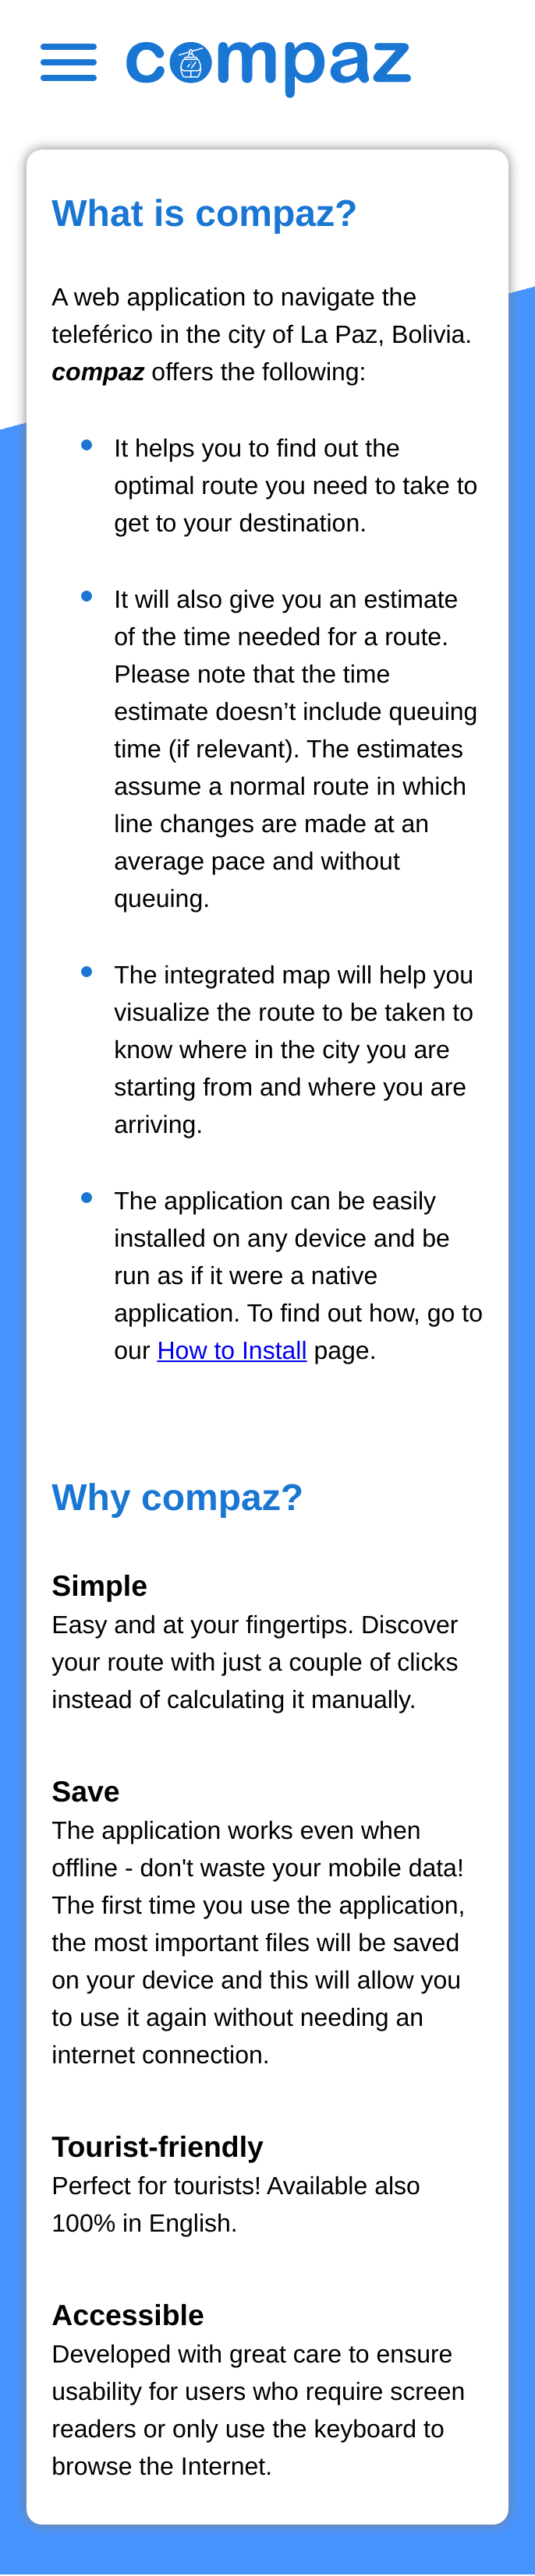 compaz
What is compaz?
A web application to navigate the
teleférico in the city of La Paz, Bolivia.
compaz offers the following:
It helps you to find out the
optimal route you need to take to
get to your destination.
It will also give you an estimate
of the time needed for a route.
Please note that the time
estimate doesn’t include queuing
time (if relevant). The estimates
assume a normal route in which
line changes are made at an
average pace and without
queuing.
The integrated map will help you
visualize the route to be taken to
know where in the city you are
starting from and where you are
arriving.
The application can be easily
installed on any device and be
run as if it were a native
application. To find out how, go to
our How to Install page.
Why compaz?
Simple
Easy and at your fingertips. Discover
your route with just a couple of clicks
instead of calculating it manually.
Save
The application works even when
offline - don't waste your mobile data!
The first time you use the application,
the most important files will be saved
on your device and this will allow you
to use it again without needing an
internet connection.
Tourist-friendly
Perfect for tourists! Available also
100% in English.
Accessible
Developed with great care to ensure
usability for users who require screen
readers or only use the keyboard to
browse the Internet.